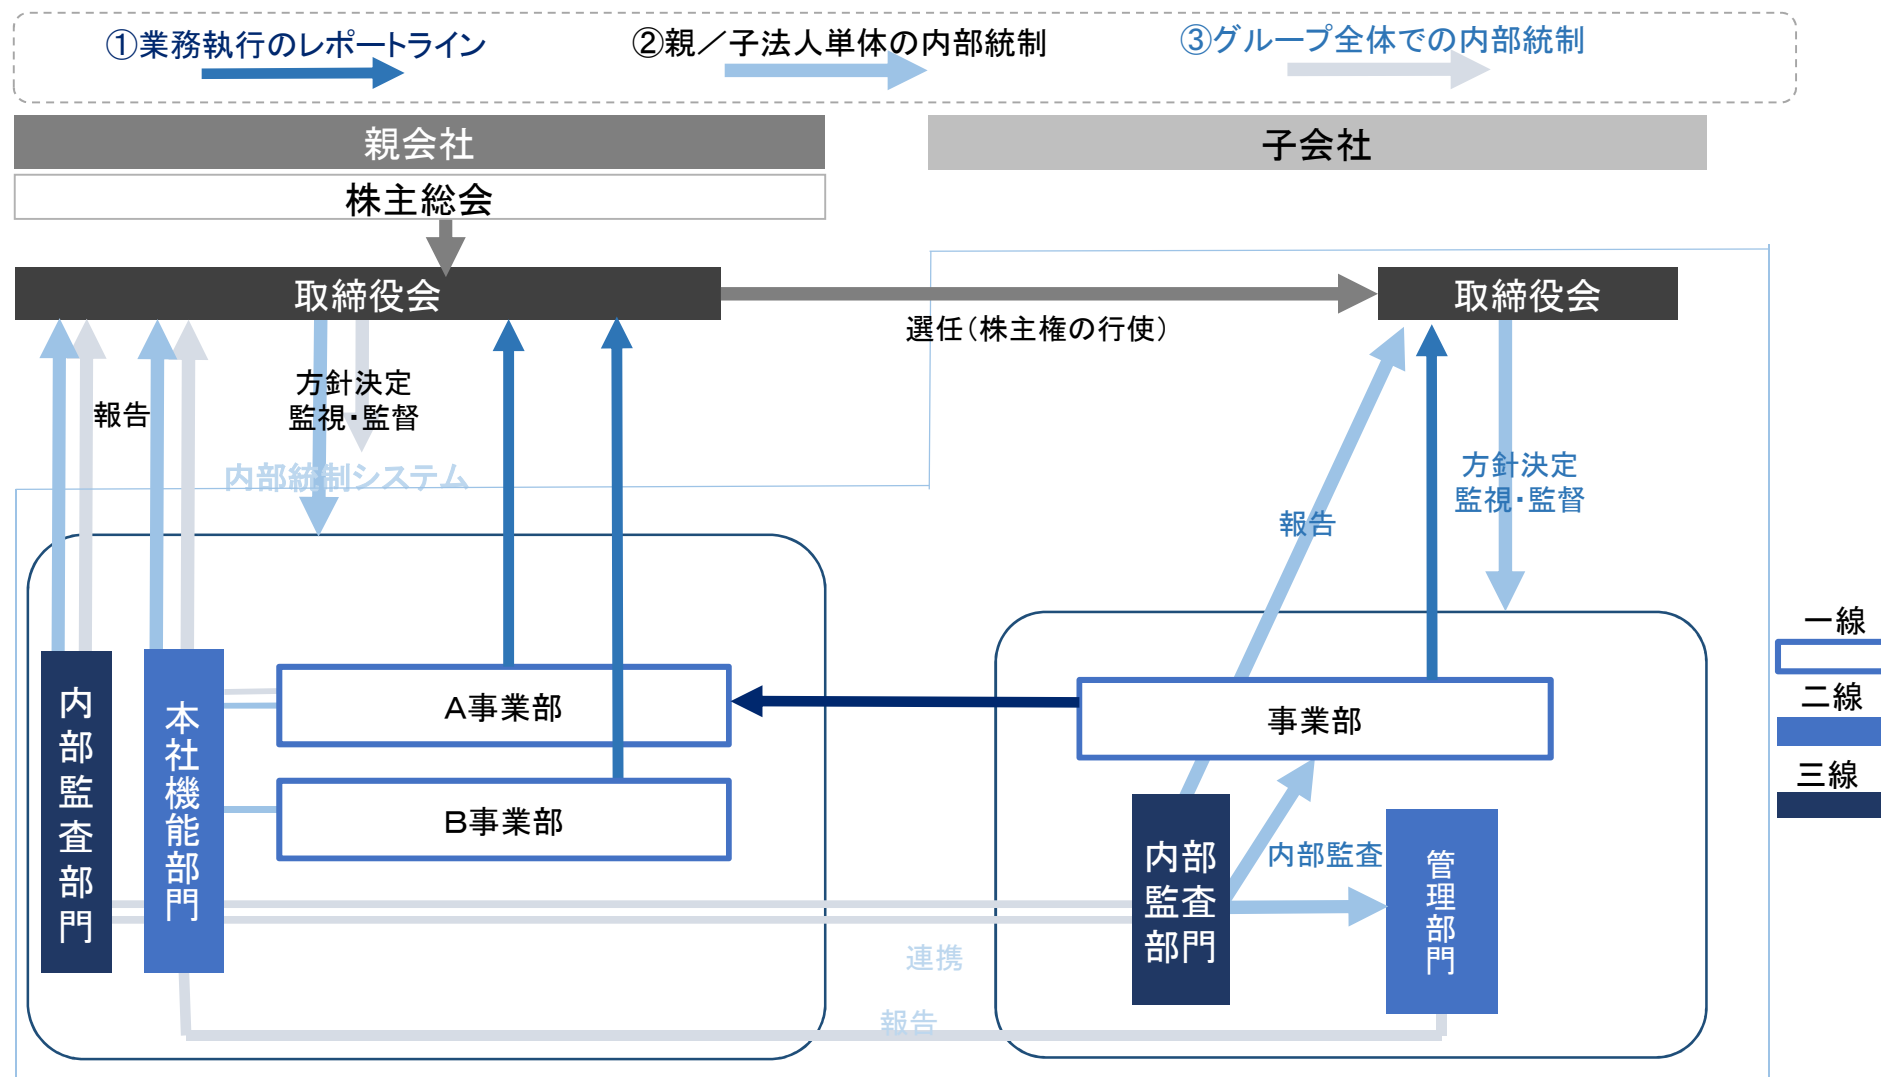 ①業務執行のレポートライン
②親／子法人単体の内部統制
③グループ全体での内部統制
親会社
子会社
株主総会
取締役会
取締役会
選任（株主権の行使）
報告
方針決定
監視・監督
内部統制システム
方針決定
監視・監督
報告
一線
二線
三線
内部監査部門
本社機能部門
A事業部
B事業部
事業部
内部
監査
部門
内部監査
管理部門
連携
報告